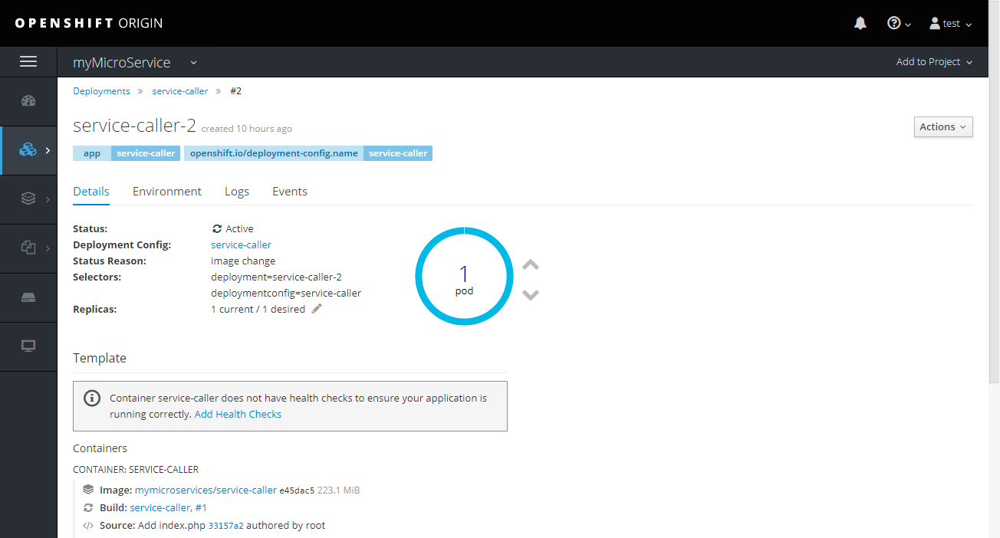 OPENSHIFT ORIGIN
test
myMicroService
Add to Project
Deployments » service-caller » #2
service-caller-2 created 10 hours ago
Actions
app service-caller openshift.io/deployment-config.name service-caller
Details Environment Logs Events
Status: Active
Deployment Config: service-caller
Status Reason: image change
Selectors: deployment=service-caller-2
deploymentconfig=service-caller
Replicas: 1 current / 1 desired
1
pod
Template
Container service-caller does not have health checks to ensure your application is
running correctly. Add Health Checks
Containers
CONTAINER: SERVICE-CALLER
Image: mymicroservices/service-caller e45dac5 223.1 MiB
Build: service-caller, #1
Source: Add index.php 33157a2 authored by root